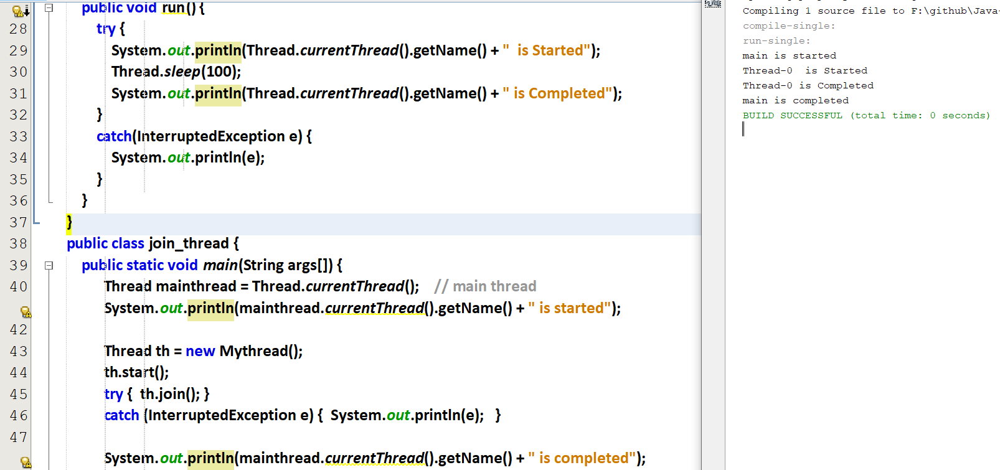 public void run() {
28 try {
29 System.out.println(Thread.currentThread().getName() + "  is Started");
30 Thread.sleep(100);
31 System.out.println(Thread.currentThread().getName() + " is Completed");
32 }
33 catch(InterruptedException e) {
34 System.out.println(e);
35 }
36 }
37 }
38 public class join_thread {
39 public static void main(String args[]) {
40 Thread mainthread = Thread.currentThread();    // main thread
System.out.println(mainthread.currentThread().getName() + " is started");
42
43 Thread th = new Mythread();
44 th.start();
45 try {  th.join(); }
46 catch (InterruptedException e) {  System.out.println(e);   }
47
System.out.println(mainthread.currentThread().getName() + " is completed");
Compiling 1 source file to F:\github\Java-
compile-single:
run-single:
main is started
Thread-0  is Started
Thread-0 is Completed
main is completed
BUILD SUCCESSFUL (total time: 0 seconds)